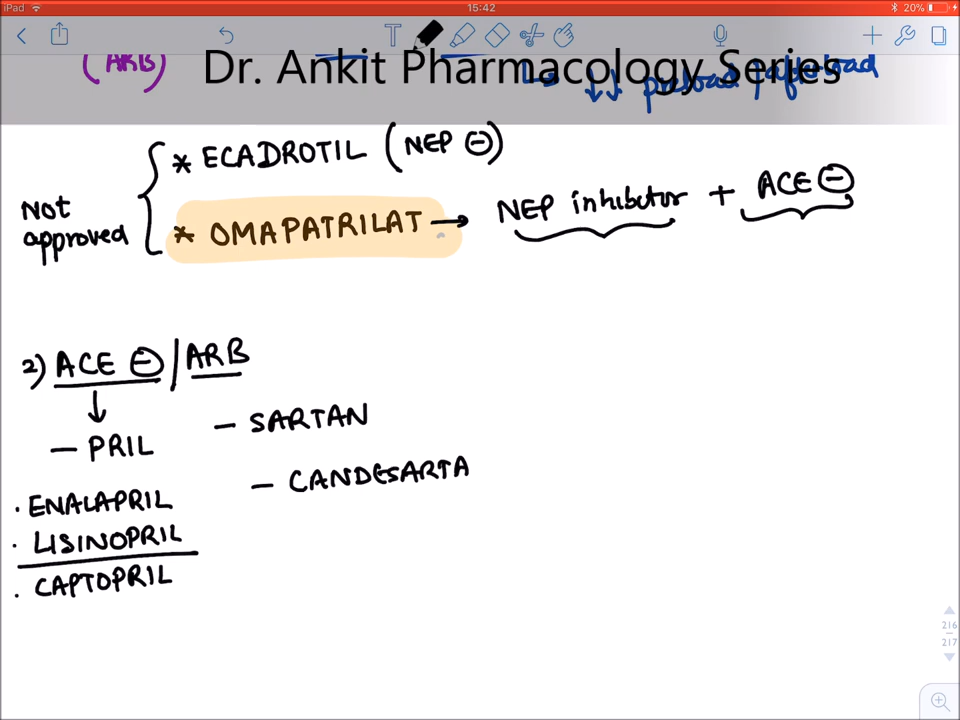 iPad 15:42 20%
T
(ARB) Dr. Ankit Pharmacology Series
↳ ↓↓ preload / afterload
* ECADROTIL (NEP ⊖)
Not approved
* OMAPATRILAT → NEP inhibutor + ACE ⊖
2) ACE ⊖ / ARB
↓
– PRIL
– SARTAN
– CANDESARTA
· ENALAPRIL
· LISINOPRIL
· CAPTOPRIL
216
217